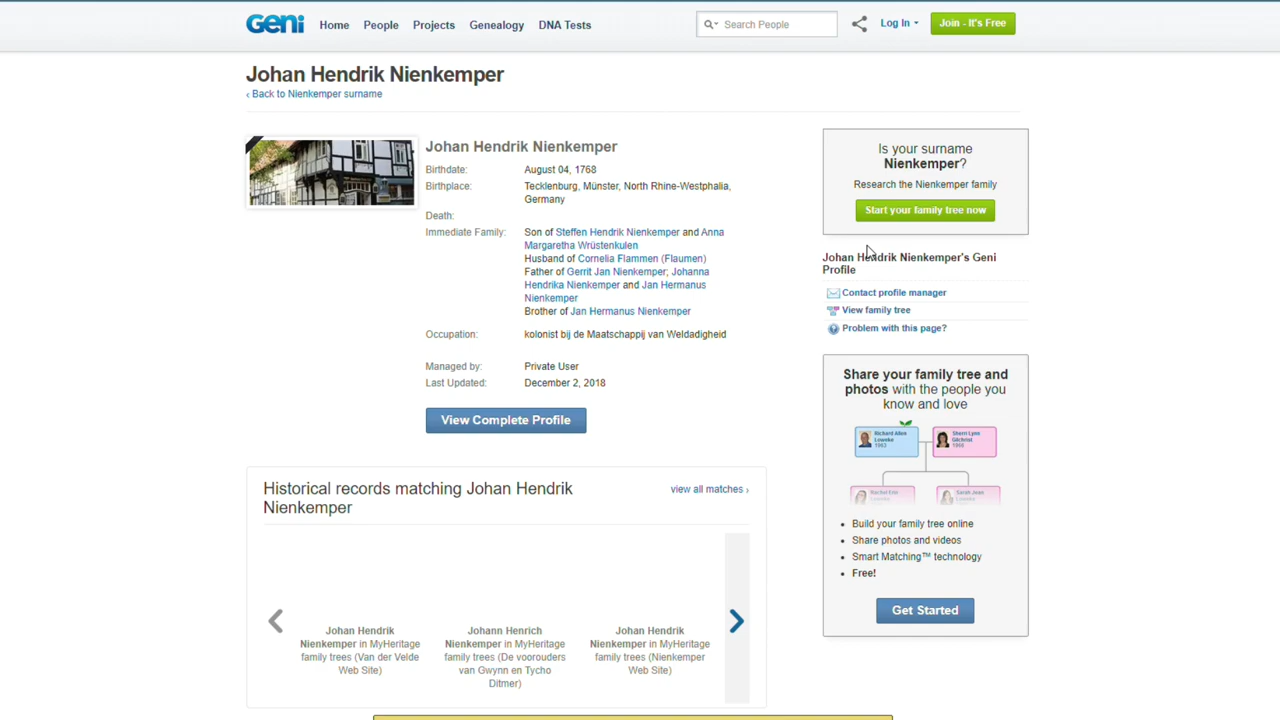 Geni
Home People Projects Genealogy DNA Tests
Search People
Log In
Join - It's Free
Johan Hendrik Nienkemper
‹ Back to Nienkemper surname
Johan Hendrik Nienkemper
Birthdate: August 04, 1768
Birthplace: Tecklenburg, Münster, North Rhine-Westphalia,
Germany
Death:
Immediate Family: Son of Steffen Hendrik Nienkemper and Anna
Margaretha Wrüstenkulen
Husband of Cornelia Flammen (Flaumen)
Father of Gerrit Jan Nienkemper; Johanna
Hendrika Nienkemper and Jan Hermanus
Nienkemper
Brother of Jan Hermanus Nienkemper
Occupation: kolonist bij de Maatschappij van Weldadigheid
Managed by: Private User
Last Updated: December 2, 2018
View Complete Profile
Historical records matching Johan Hendrik
Nienkemper
view all matches ›
Johan Hendrik
Nienkemper in MyHeritage
family trees (Van der Velde
Web Site)
Johann Henrich
Nienkemper in MyHeritage
family trees (De voorouders
van Gwynn en Tycho
Ditmer)
Johan Hendrik
Nienkemper in MyHeritage
family trees (Nienkemper
Web Site)
Is your surname
Nienkemper?
Research the Nienkemper family
Start your family tree now
Johan Hendrik Nienkemper's Geni
Profile
Contact profile manager
View family tree
Problem with this page?
Share your family tree and
photos with the people you
know and love
Richard Allen
Loweke
Sherri Lynn
Gilchrist
Sarah Jean
• Build your family tree online
• Share photos and videos
• Smart Matching™ technology
• Free!
Get Started